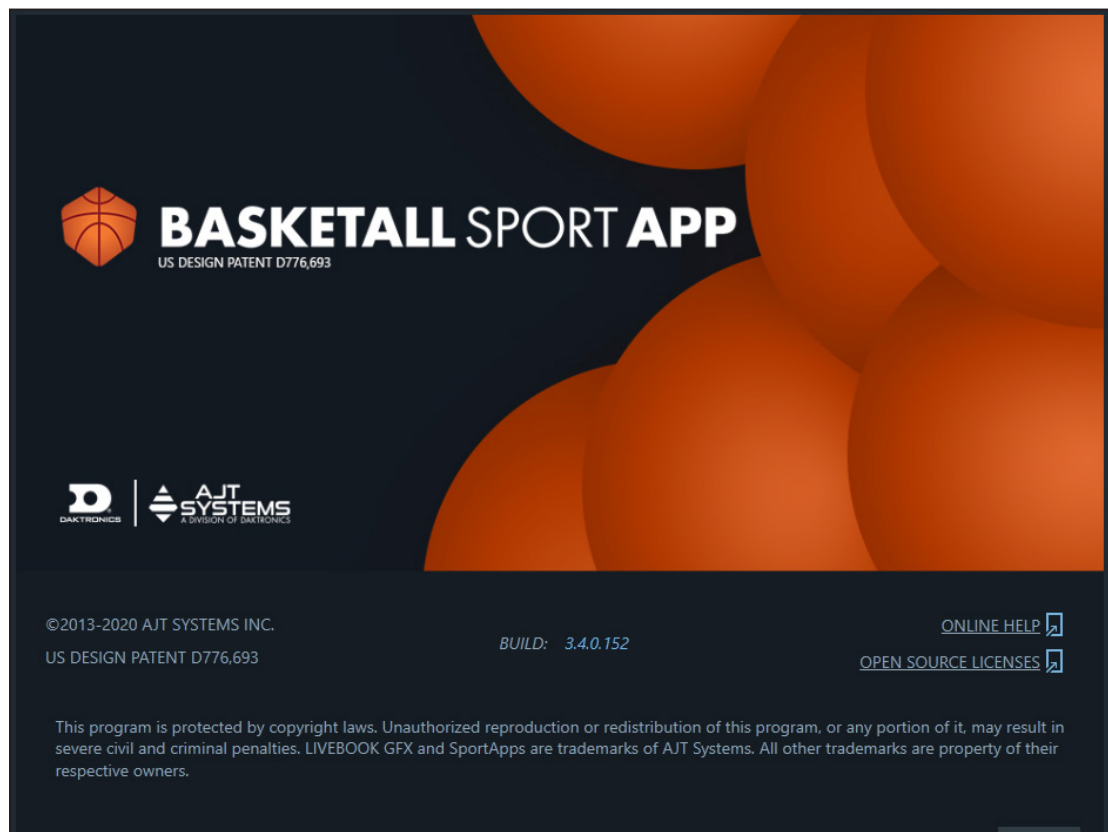 BASKETALL SPORT APP
US DESIGN PATENT D776,693
DAKTRONICS
AJT
SYSTEMS
A DIVISION OF DAKTRONICS
©2013-2020 AJT SYSTEMS INC.
US DESIGN PATENT D776,693
BUILD: 3.4.0.152
ONLINE HELP
OPEN SOURCE LICENSES
This program is protected by copyright laws. Unauthorized reproduction or redistribution of this program, or any portion of it, may result in
severe civil and criminal penalties. LIVEBOOK GFX and SportApps are trademarks of AJT Systems. All other trademarks are property of their
respective owners.